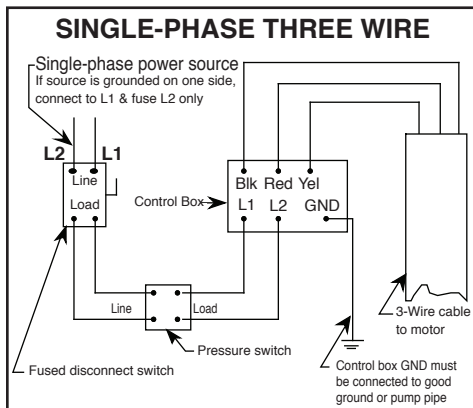 SINGLE-PHASE THREE WIRE
Single-phase power source
If source is grounded on one side,
connect to L1 & fuse L2 only
L2 L1
Line
Load
Control Box
Blk Red Yel
L1 L2 GND
Line
Load
Pressure switch
Fused disconnect switch
3-Wire cable
to motor
Control box GND must
be connected to good
ground or pump pipe